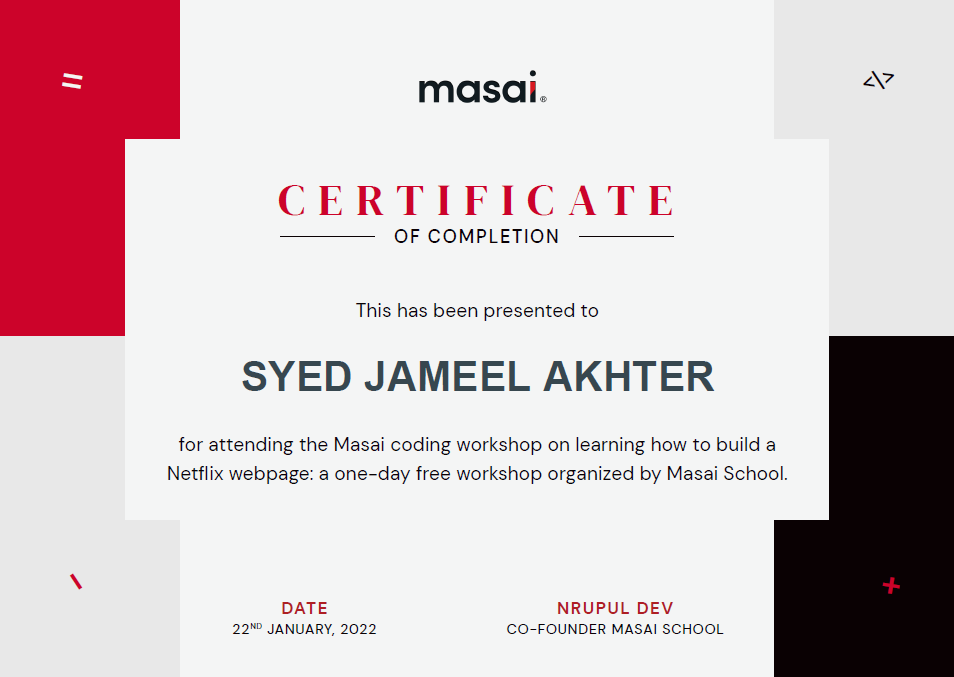 masai®
CERTIFICATE
OF COMPLETION
This has been presented to
SYED JAMEEL AKHTER
for attending the Masai coding workshop on learning how to build a
Netflix webpage: a one-day free workshop organized by Masai School.
DATE
22ND JANUARY, 2022
NRUPUL DEV
CO-FOUNDER MASAI SCHOOL